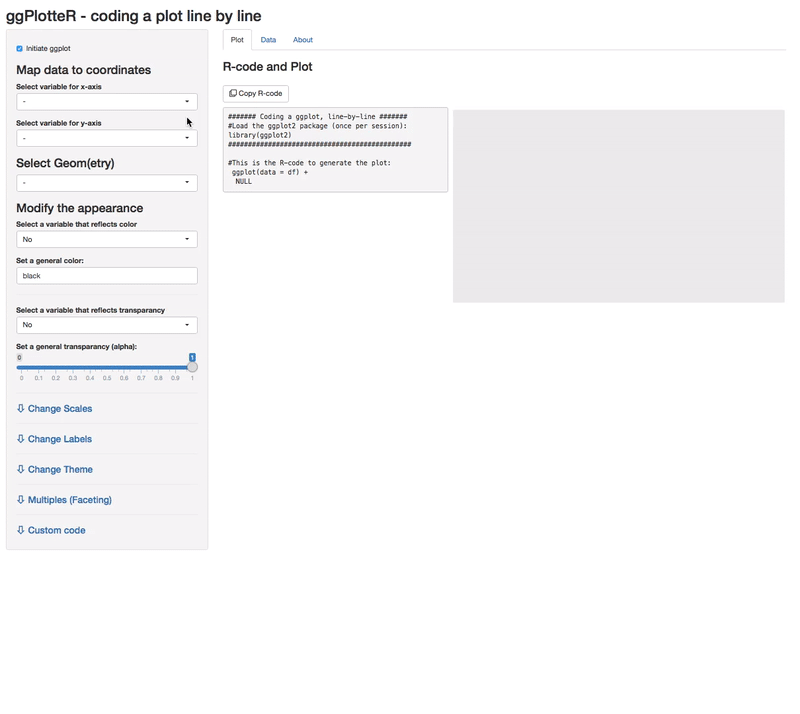 ggPlotteR - coding a plot line by line
Initiate ggplot
Map data to coordinates
Select variable for x-axis
-
Select variable for y-axis
-
Select Geom(etry)
-
Modify the appearance
Select a variable that reflects color
No
Set a general color:
black
Select a variable that reflects transparancy
No
Set a general transparancy (alpha):
0 1
0 0.1 0.2 0.3 0.4 0.5 0.6 0.7 0.8 0.9 1
Change Scales
Change Labels
Change Theme
Multiples (Faceting)
Custom code
Plot Data About
R-code and Plot
Copy R-code
####### Coding a ggplot, line-by-line #######
#Load the ggplot2 package (once per session):
library(ggplot2)
##############################################
#This is the R-code to generate the plot:
ggplot(data = df) +
NULL